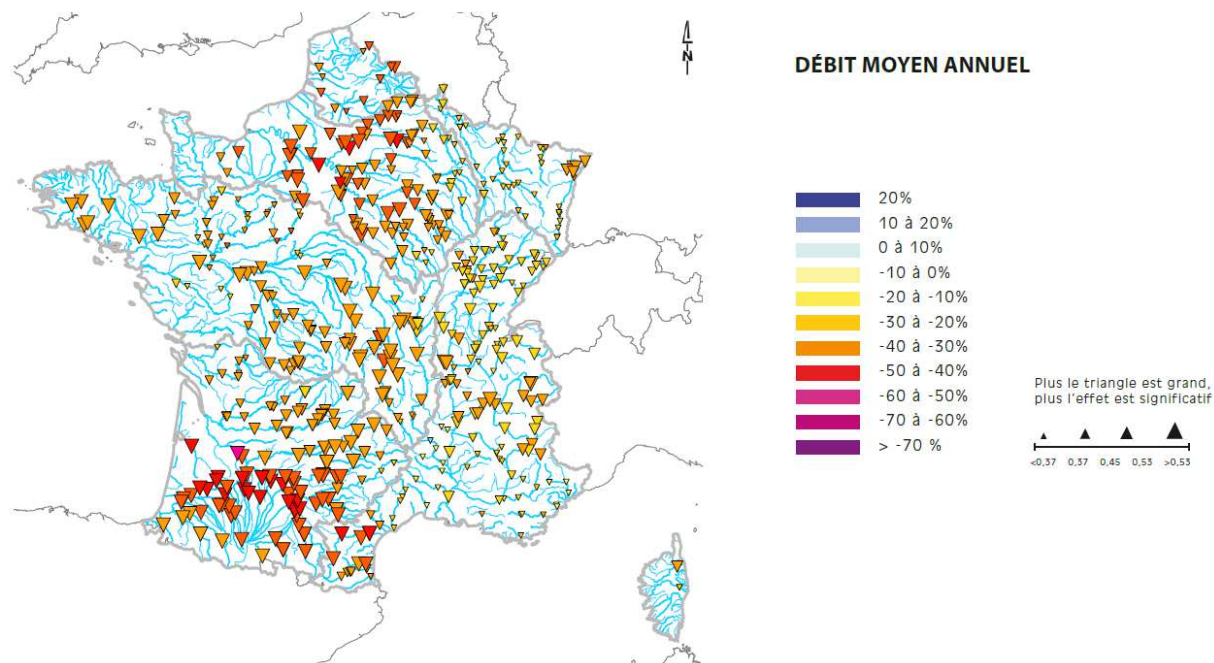 N
DÉBIT MOYEN ANNUEL
20%
10 à 20%
0 à 10%
-10 à 0%
-20 à -10%
-30 à -20%
-40 à -30%
-50 à -40%
-60 à -50%
-70 à -60%
> -70 %
Plus le triangle est grand,
plus l'effet est significatif
<0,37 0,37 0,45 0,53 >0,53